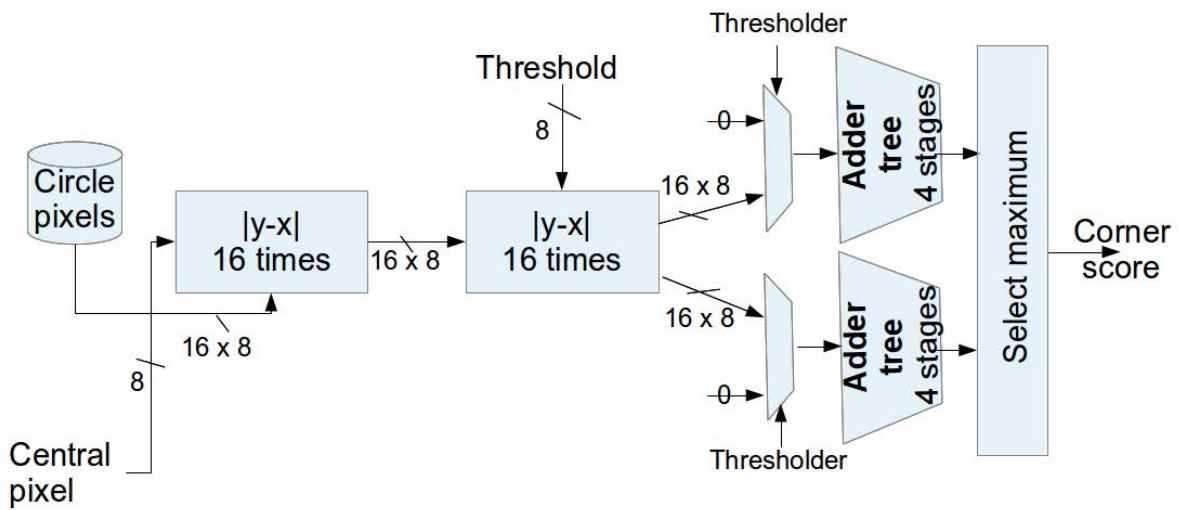 Thresholder
Threshold
8
0
16 x 8
Adder
tree
4 stages
Circle
pixels
|y-x|
16 times
16 x 8
|y-x|
16 times
Select maximum
Corner
score
16 x 8
16 x 8
8
0
Adder
tree
4 stages
Thresholder
Central
pixel